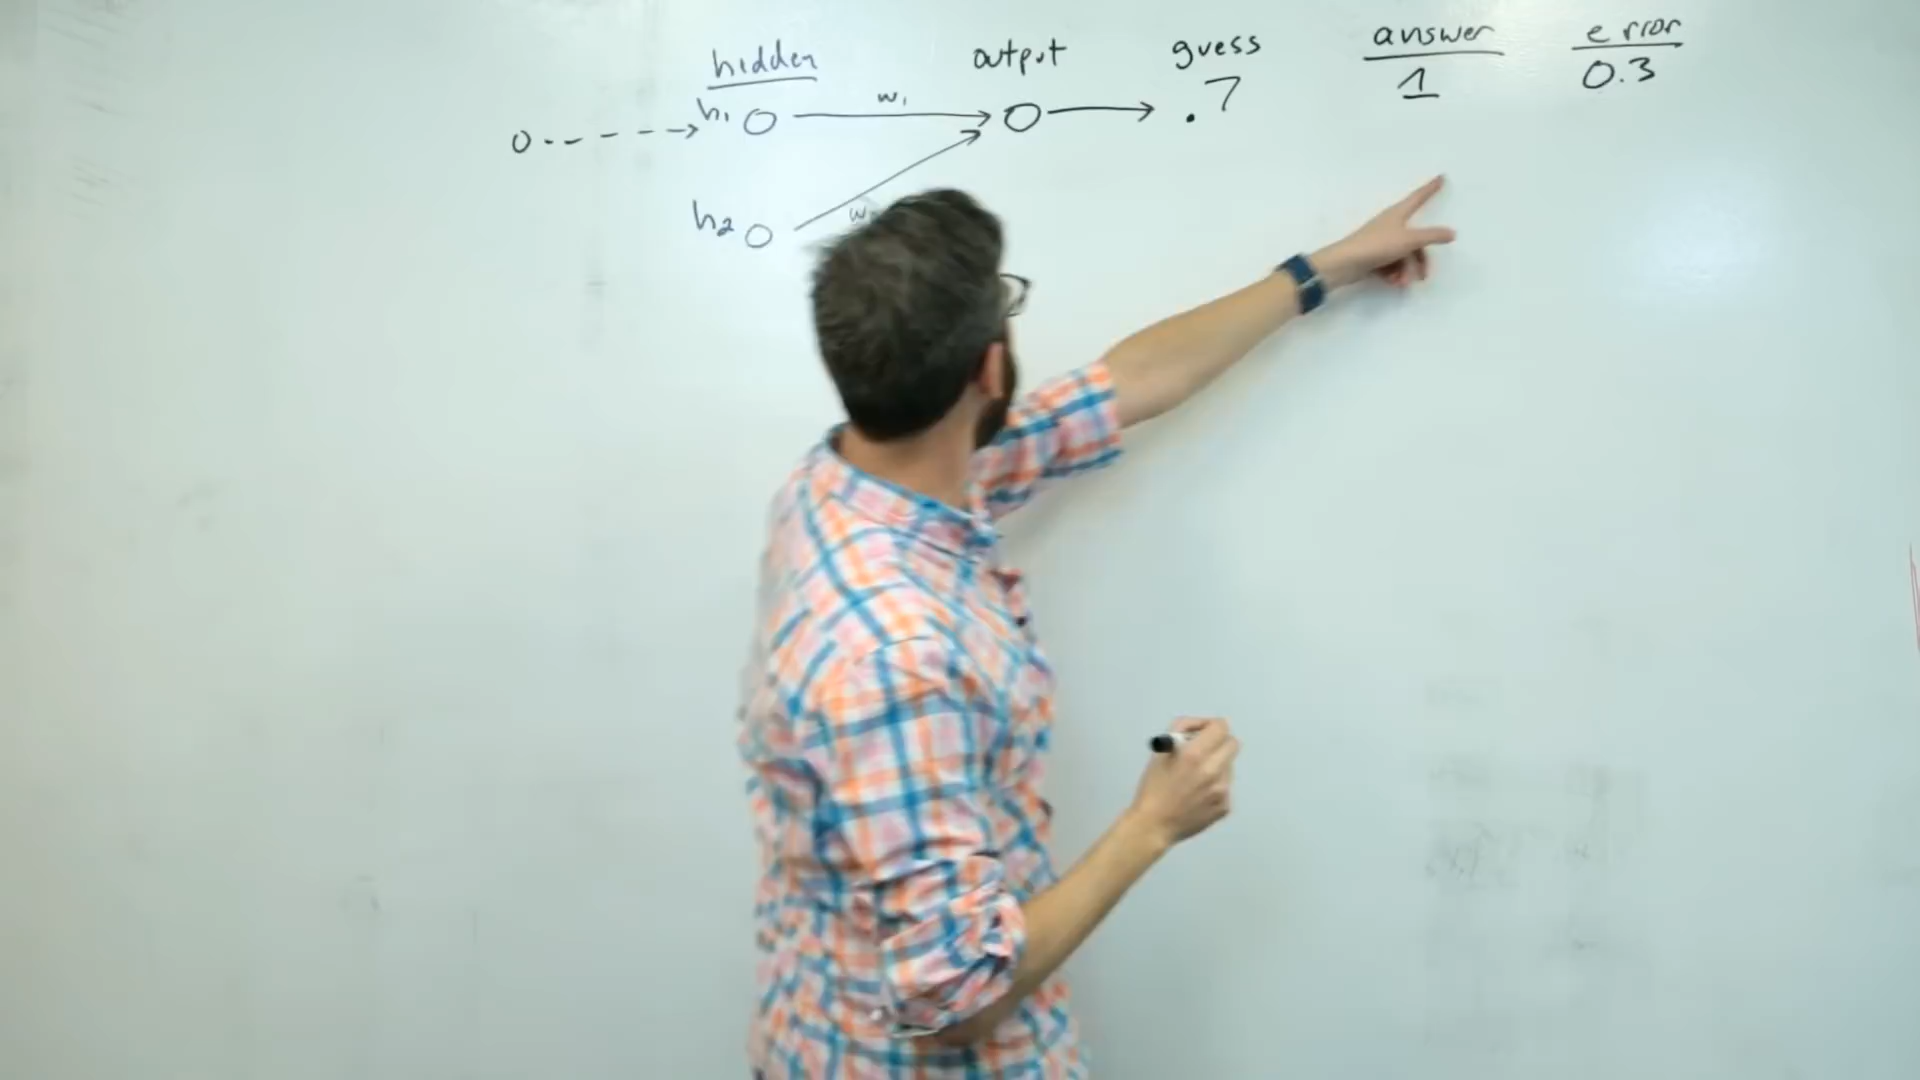 hidden output guess answer error
h1 w1 .7 1 0.3
h2